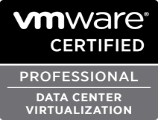 vmware®
CERTIFIED
PROFESSIONAL
DATA CENTER
VIRTUALIZATION